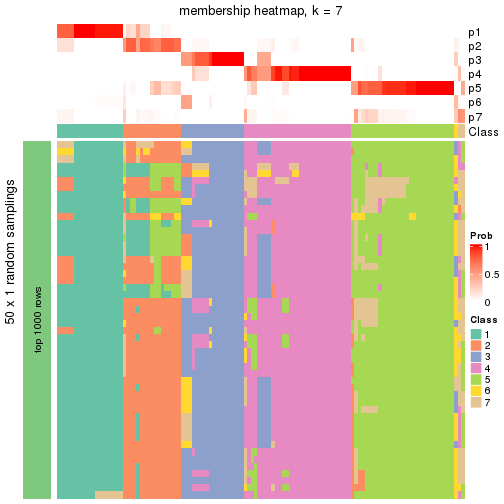 membership heatmap, k = 7
p1
p2
p3
p4
p5
p6
p7
Class
50 x 1 random samplings
top 1000 rows
Prob
1
0.5
0
Class
1
2
3
4
5
6
7